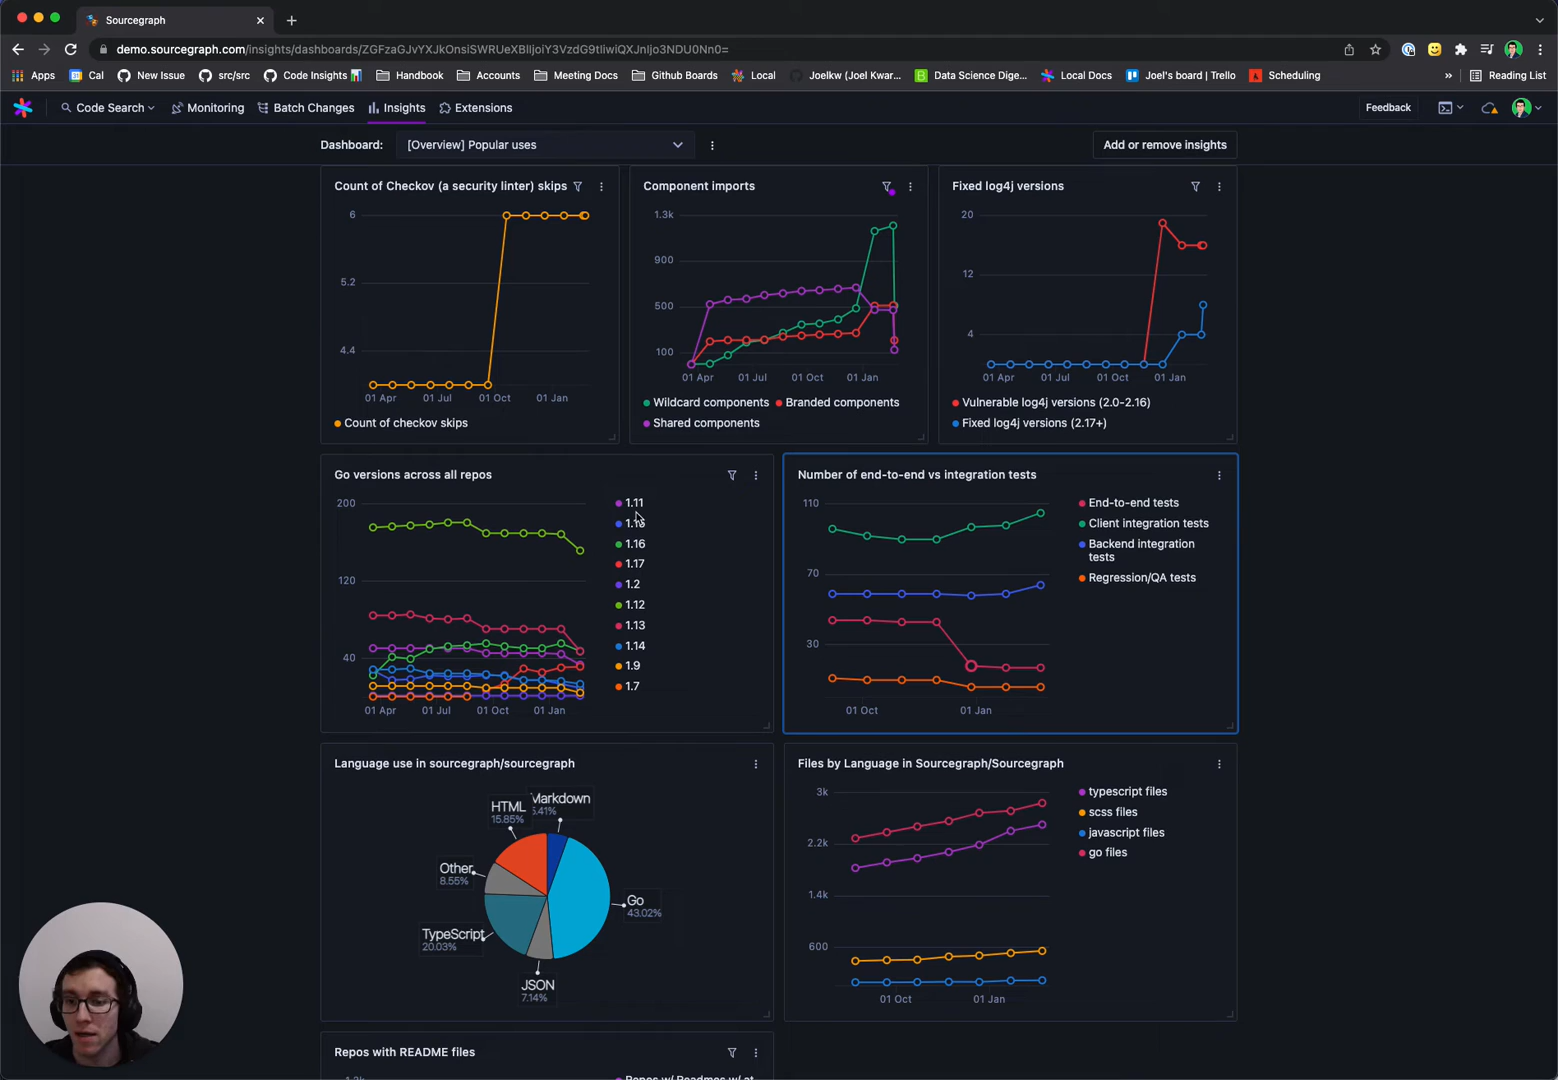 Sourcegraph
demo.sourcegraph.com/insights/dashboards/ZGFzaGJvYXJkOnsiSWRUeXBlIjoiY3VzdG9tIiwiQXJnIjo3NDU0Nn0=
Apps
Cal
New Issue
src/src
Code Insights
Handbook
Accounts
Meeting Docs
Github Boards
Local
Joelkw (Joel Kwar...
Data Science Dige...
Local Docs
Joel's board | Trello
Scheduling
»
Reading List
Code Search
Monitoring
Batch Changes
Insights
Extensions
Feedback
Dashboard:
[Overview] Popular uses
Add or remove insights
Count of Checkov (a security linter) skips
6
5.2
4.4
01 Apr 01 Jul 01 Oct 01 Jan
Count of checkov skips
Component imports
1.3k
900
500
100
01 Apr 01 Jul 01 Oct 01 Jan
Wildcard components
Branded components
Shared components
Fixed log4j versions
20
12
4
01 Apr 01 Jul 01 Oct 01 Jan
Vulnerable log4j versions (2.0-2.16)
Fixed log4j versions (2.17+)
Go versions across all repos
200
120
40
01 Apr 01 Jul 01 Oct 01 Jan
1.11
1.16
1.17
1.2
1.12
1.13
1.14
1.9
1.7
Number of end-to-end vs integration tests
110
70
30
01 Oct 01 Jan
End-to-end tests
Client integration tests
Backend integration
tests
Regression/QA tests
Language use in sourcegraph/sourcegraph
Markdown
5.41%
HTML
15.85%
Other
8.55%
Go
43.02%
TypeScript
20.03%
JSON
7.14%
Files by Language in Sourcegraph/Sourcegraph
3k
2.2k
1.4k
600
01 Oct 01 Jan
typescript files
scss files
javascript files
go files
Repos with README files
Repos w/ Readmes w/ at